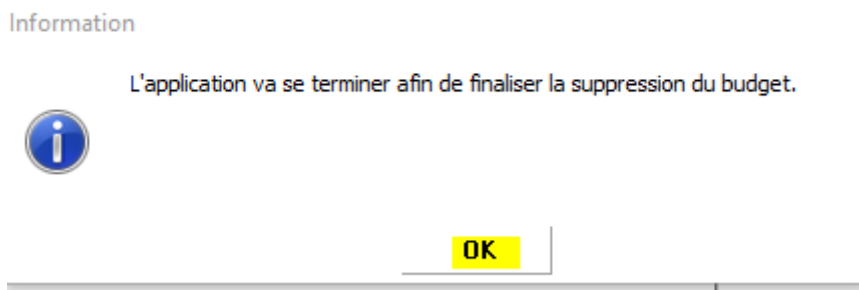 Information
L'application va se terminer afin de finaliser la suppression du budget.
OK